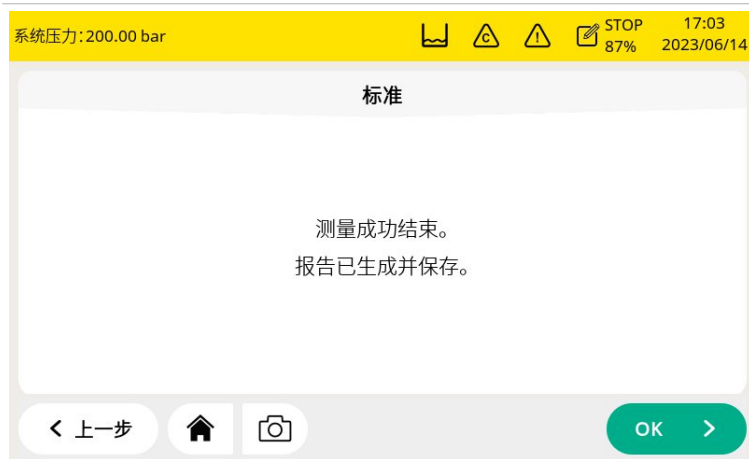 系统压力：200.00 bar
C
!
STOP
87%
17:03
2023/06/14
标准
测量成功结束。
报告已生成并保存。
上一步
OK